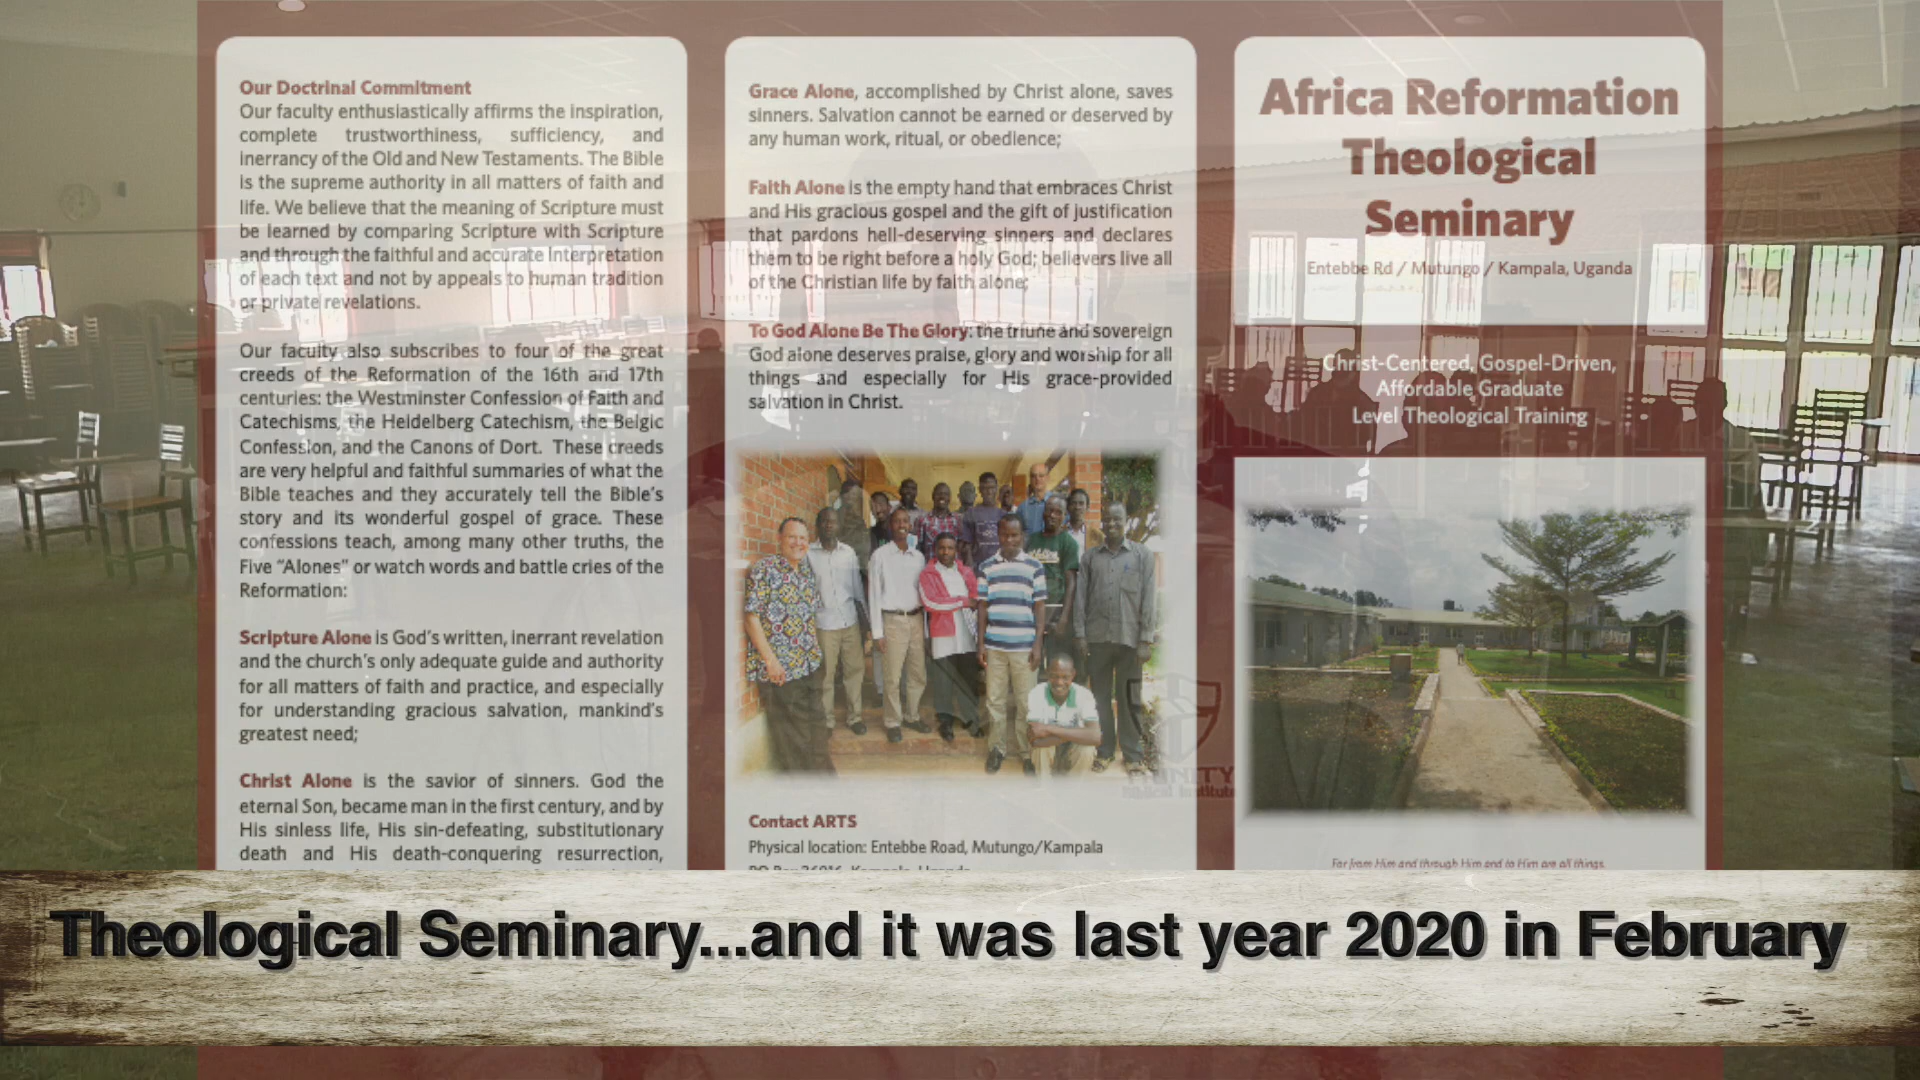 Our Doctrinal Commitment
Our faculty enthusiastically affirms the inspiration,
complete trustworthiness, sufficiency, and
inerrancy of the Old and New Testaments. The Bible
is the supreme authority in all matters of faith and
life. We believe that the meaning of Scripture must
be learned by comparing Scripture with Scripture
and through the faithful and accurate interpretation
of each text and not by appeals to human tradition
or private revelations.
Our faculty also subscribes to four of the great
creeds of the Reformation of the 16th and 17th
centuries: the Westminster Confession of Faith and
Catechisms, the Heidelberg Catechism, the Belgic
Confession, and the Canons of Dort. These creeds
are very helpful and faithful summaries of what the
Bible teaches and they accurately tell the Bible's
story and its wonderful gospel of grace. These
confessions teach, among many other truths, the
Five “Alones” or watch words and battle cries of the
Reformation:
Scripture Alone is God's written, inerrant revelation
and the church's only adequate guide and authority
for all matters of faith and practice, and especially
for understanding gracious salvation, mankind's
greatest need;
Christ Alone is the savior of sinners. God the
eternal Son, became man in the first century, and by
His sinless life, His sin-defeating, substitutionary
death and His death-conquering resurrection,
Grace Alone, accomplished by Christ alone, saves
sinners. Salvation cannot be earned or deserved by
any human work, ritual, or obedience;
Faith Alone is the empty hand that embraces Christ
and His gracious gospel and the gift of justification
that pardons hell-deserving sinners and declares
them to be right before a holy God; believers live all
of the Christian life by faith alone;
To God Alone Be The Glory: the triune and sovereign
God alone deserves praise, glory and worship for all
things and especially for His grace-provided
salvation in Christ.
TRINITY
Biblical Institute
Contact ARTS
Physical location: Entebbe Road, Mutungo/Kampala
Africa Reformation
Theological
Seminary
Entebbe Rd / Mutungo / Kampala, Uganda
Christ-Centered, Gospel-Driven,
Affordable Graduate
Level Theological Training
For from Him and through Him and to Him are all things.
Theological Seminary...and it was last year 2020 in February